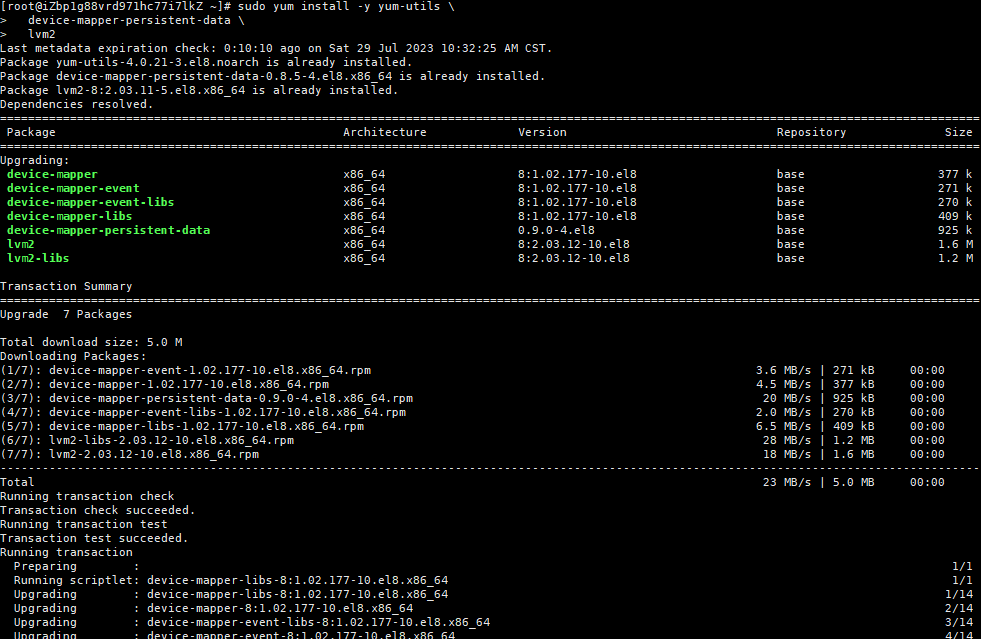 [root@iZbp1g88vrd971hc77i7lkZ ~]# sudo yum install -y yum-utils \
>   device-mapper-persistent-data \
>   lvm2
Last metadata expiration check: 0:10:10 ago on Sat 29 Jul 2023 10:32:25 AM CST.
Package yum-utils-4.0.21-3.el8.noarch is already installed.
Package device-mapper-persistent-data-0.8.5-4.el8.x86_64 is already installed.
Package lvm2-8:2.03.11-5.el8.x86_64 is already installed.
Dependencies resolved.
Package Architecture Version Repository Size
Upgrading:
device-mapper x86_64 8:1.02.177-10.el8 base 377 k
device-mapper-event x86_64 8:1.02.177-10.el8 base 271 k
device-mapper-event-libs x86_64 8:1.02.177-10.el8 base 270 k
device-mapper-libs x86_64 8:1.02.177-10.el8 base 409 k
device-mapper-persistent-data x86_64 0.9.0-4.el8 base 925 k
lvm2 x86_64 8:2.03.12-10.el8 base 1.6 M
lvm2-libs x86_64 8:2.03.12-10.el8 base 1.2 M
Transaction Summary
Upgrade  7 Packages
Total download size: 5.0 M
Downloading Packages:
(1/7): device-mapper-event-1.02.177-10.el8.x86_64.rpm 3.6 MB/s | 271 kB 00:00
(2/7): device-mapper-1.02.177-10.el8.x86_64.rpm 4.5 MB/s | 377 kB 00:00
(3/7): device-mapper-persistent-data-0.9.0-4.el8.x86_64.rpm 20 MB/s | 925 kB 00:00
(4/7): device-mapper-event-libs-1.02.177-10.el8.x86_64.rpm 2.0 MB/s | 270 kB 00:00
(5/7): device-mapper-libs-1.02.177-10.el8.x86_64.rpm 6.5 MB/s | 409 kB 00:00
(6/7): lvm2-libs-2.03.12-10.el8.x86_64.rpm 28 MB/s | 1.2 MB 00:00
(7/7): lvm2-2.03.12-10.el8.x86_64.rpm 18 MB/s | 1.6 MB 00:00
Total 23 MB/s | 5.0 MB 00:00
Running transaction check
Transaction check succeeded.
Running transaction test
Transaction test succeeded.
Running transaction
Preparing : 1/1
Running scriptlet: device-mapper-libs-8:1.02.177-10.el8.x86_64 1/1
Upgrading : device-mapper-libs-8:1.02.177-10.el8.x86_64 1/14
Upgrading : device-mapper-8:1.02.177-10.el8.x86_64 2/14
Upgrading : device-mapper-event-libs-8:1.02.177-10.el8.x86_64 3/14
Upgrading : device-mapper-event-8:1.02.177-10.el8.x86_64 4/14